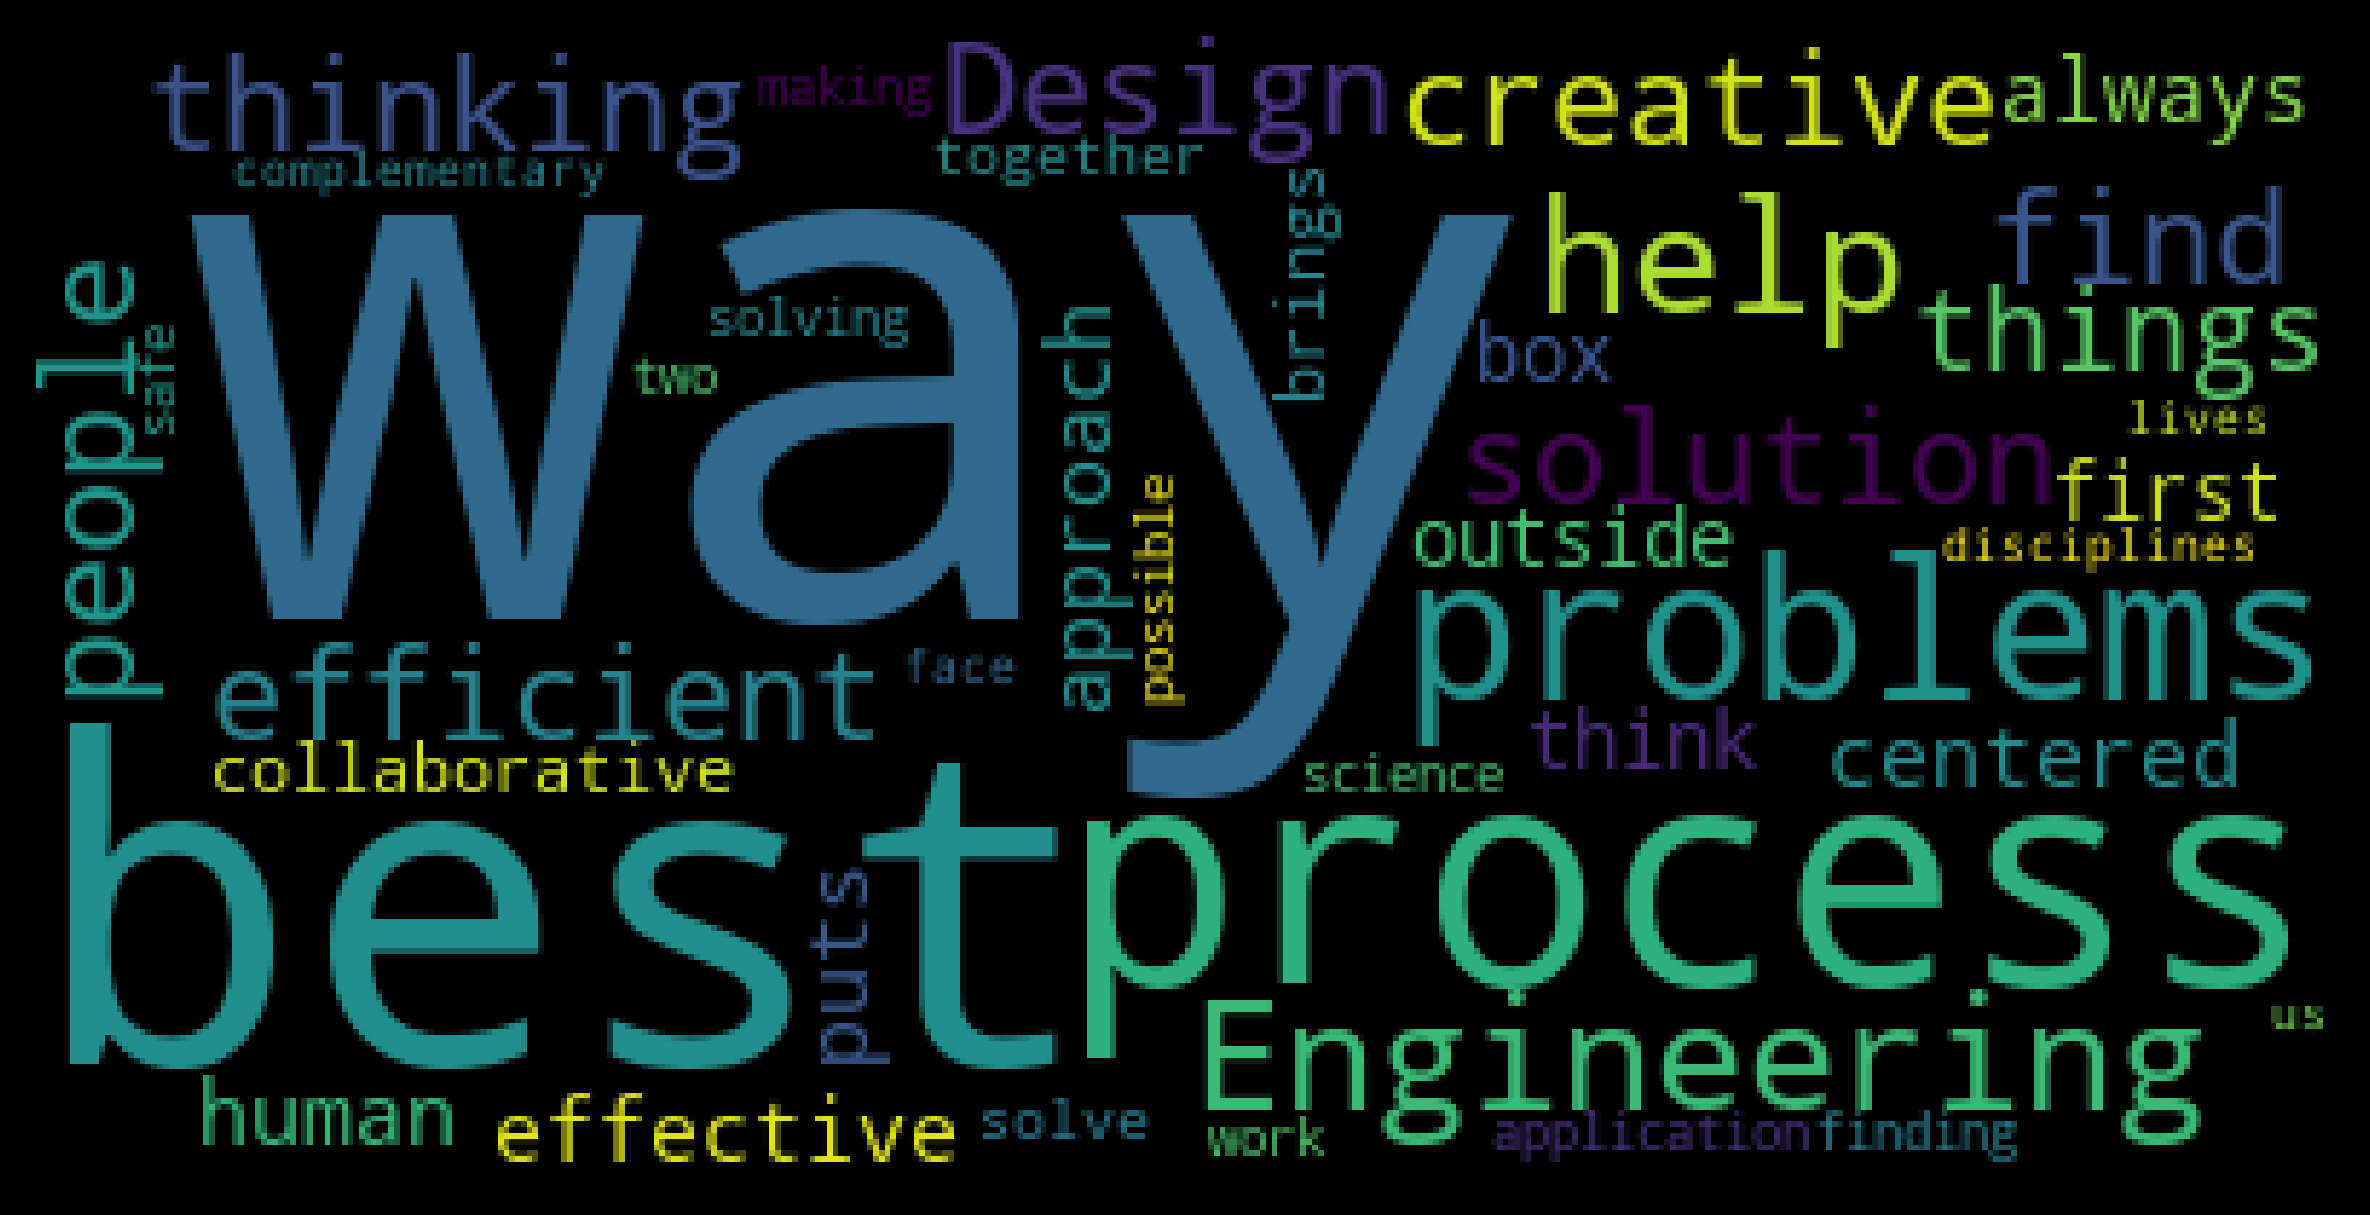 thinking
making
Design
creative
always
complementary
together
brings
help
find
way
people
safe
solving
two
approach
box
things
lives
solution
first
possible
outside
disciplines
problems
efficient
face
think
centered
collaborative
science
best
process
puts
Engineering
us
human
effective
solve
work
application
finding